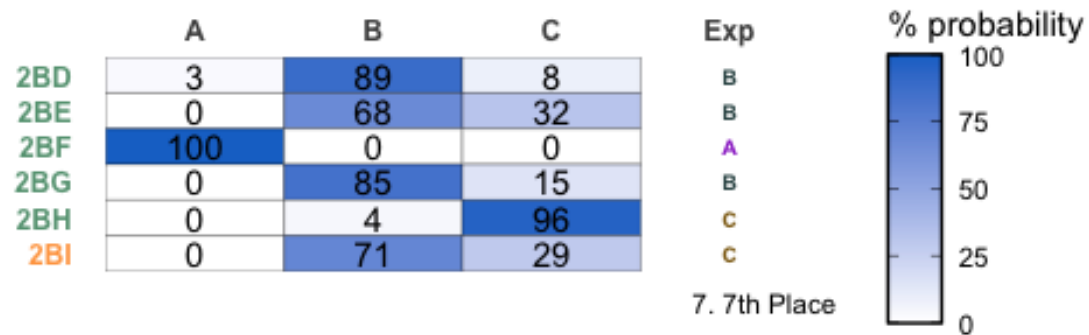 A B C Exp % probability
2BD 3 89 8 B
2BE 0 68 32 B
2BF 100 0 0 A
2BG 0 85 15 B
2BH 0 4 96 C
2BI 0 71 29 C
7. 7th Place
100
75
50
25
0